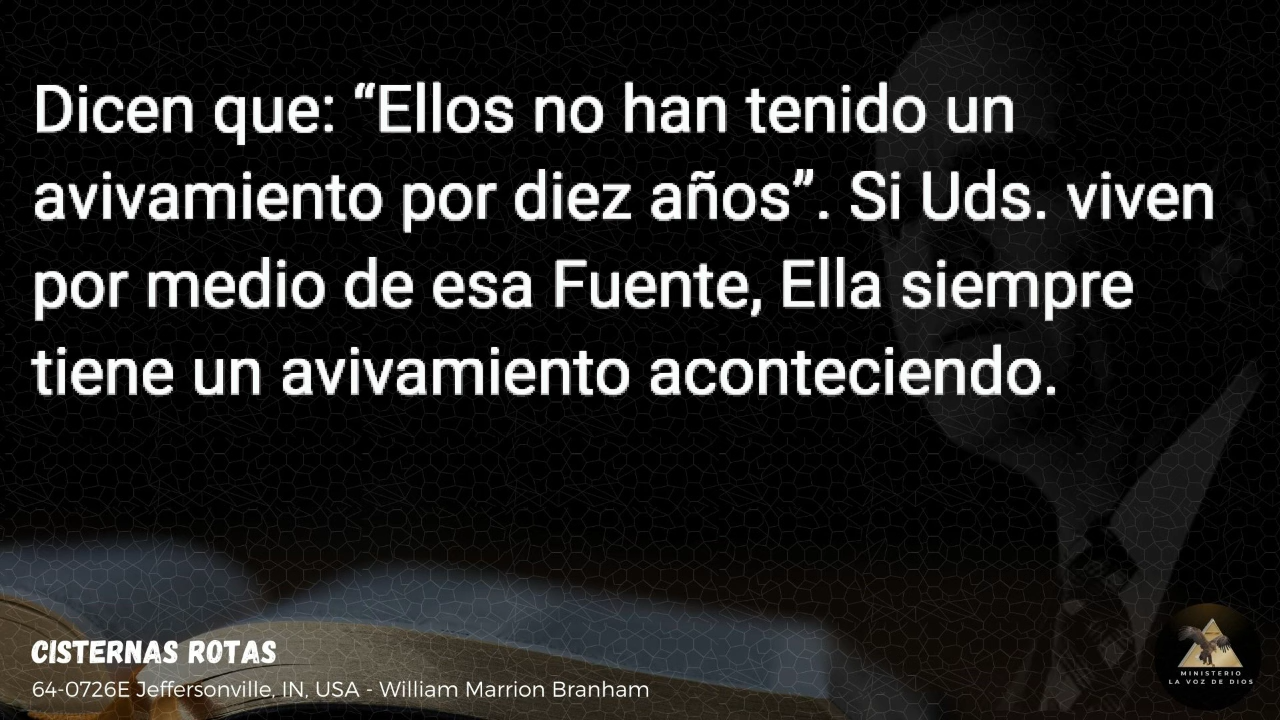 Dicen que: “Ellos no han tenido un
avivamiento por diez años”. Si Uds. viven
por medio de esa Fuente, Ella siempre
tiene un avivamiento aconteciendo.
CISTERNAS ROTAS
64-0726E Jeffersonville, IN, USA - William Marrion Branham
MINISTERIO
LA VOZ DE DIOS